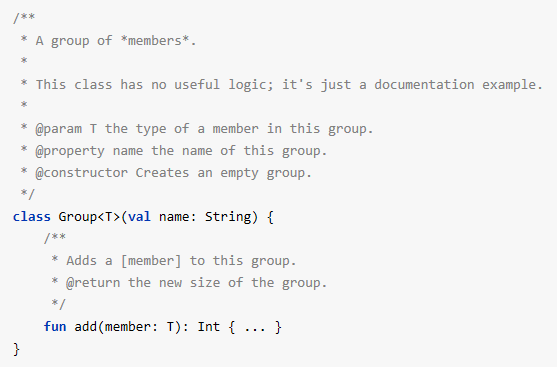 /**
 * A group of *members*.
 *
 * This class has no useful logic; it's just a documentation example.
 *
 * @param T the type of a member in this group.
 * @property name the name of this group.
 * @constructor Creates an empty group.
 */
class Group<T>(val name: String) {
    /**
     * Adds a [member] to this group.
     * @return the new size of the group.
     */
    fun add(member: T): Int { ... }
}